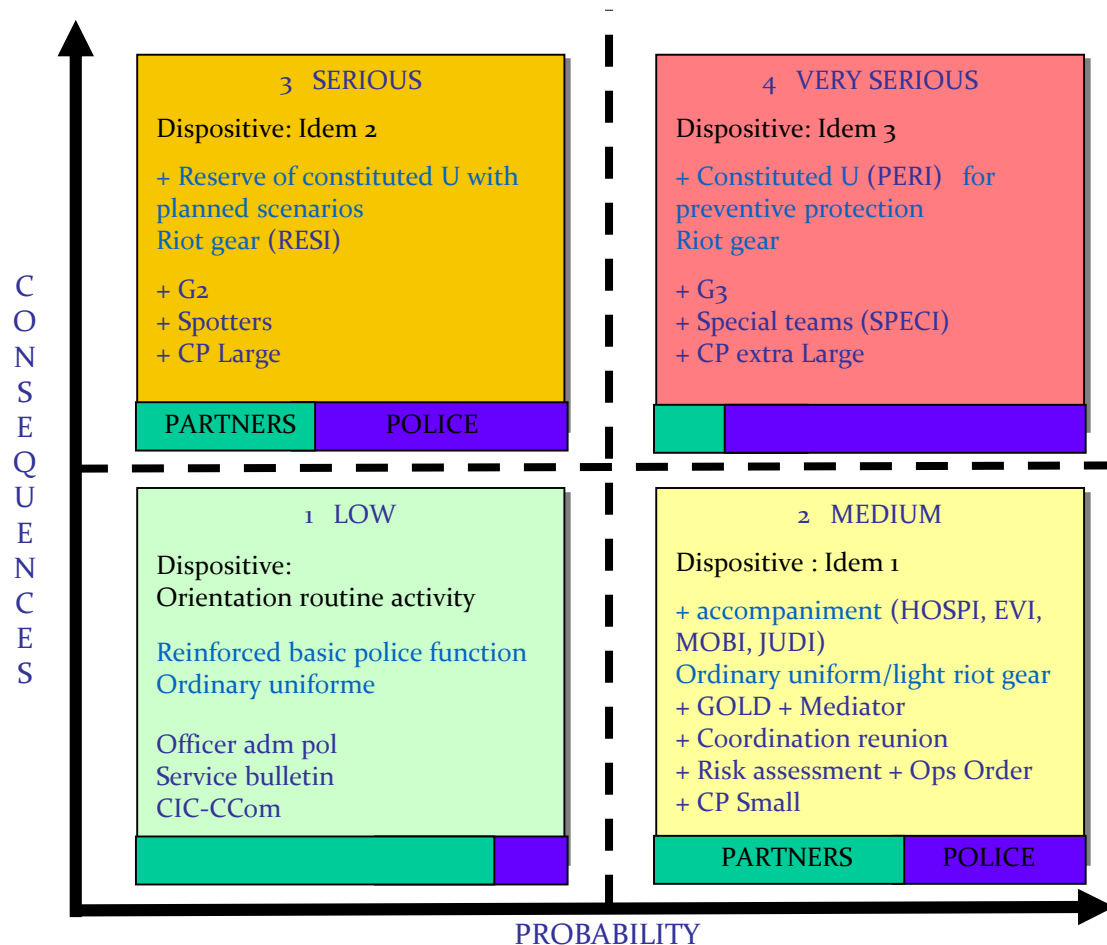 3 SERIOUS
Dispositive: Idem 2
+ Reserve of constituted U with
planned scenarios
Riot gear (RESI)
+ G2
+ Spotters
+ CP Large
PARTNERS POLICE
4 VERY SERIOUS
Dispositive: Idem 3
+ Constituted U (PERI) for
preventive protection
Riot gear
+ G3
+ Special teams (SPECI)
+ CP extra Large
CONSEQUENCES
1 LOW
Dispositive:
Orientation routine activity
Reinforced basic police function
Ordinary uniforme
Officer adm pol
Service bulletin
CIC-CCom
2 MEDIUM
Dispositive : Idem 1
+ accompaniment (HOSPI, EVI,
MOBI, JUDI)
Ordinary uniform/light riot gear
+ GOLD + Mediator
+ Coordination reunion
+ Risk assessment + Ops Order
+ CP Small
PARTNERS POLICE
PROBABILITY